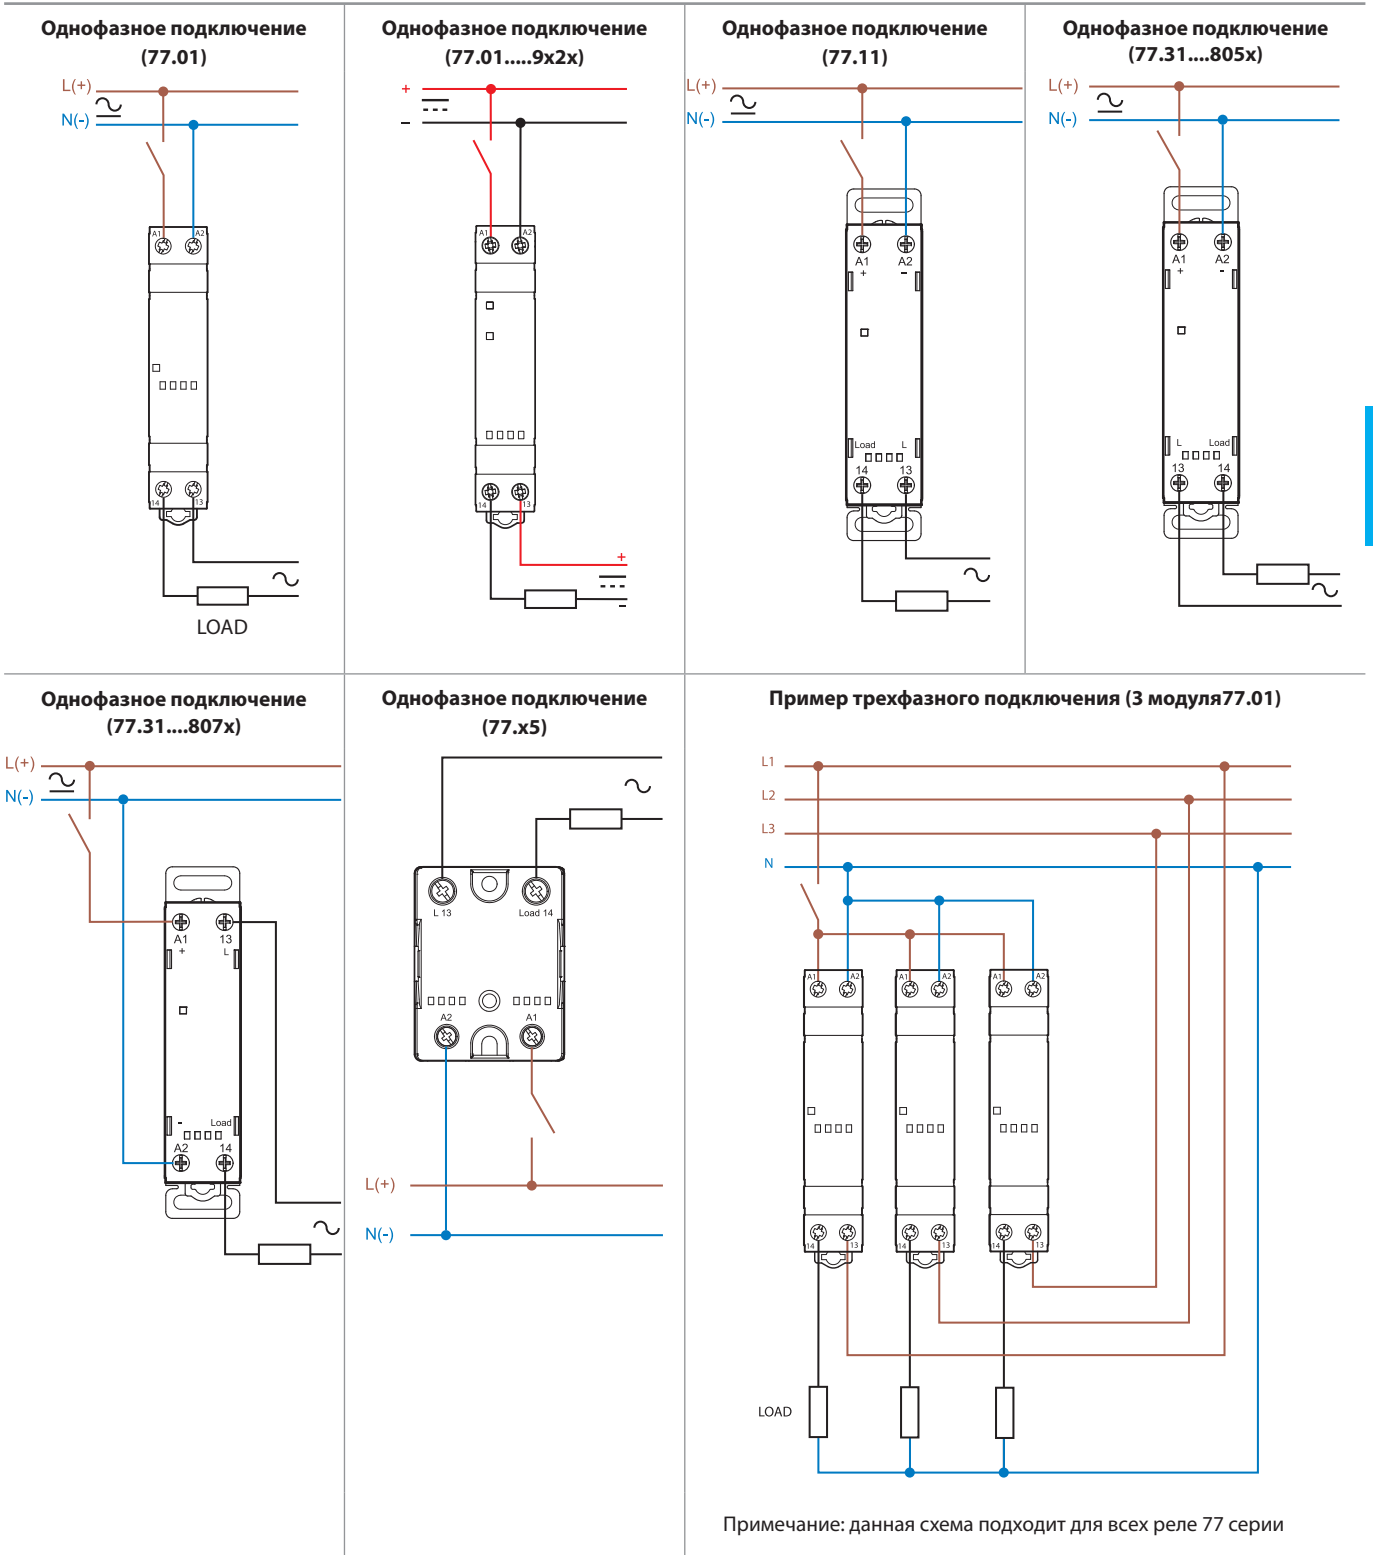 Однофазное подключение
(77.01)
L(+)
N(-)
A1 A2
14 13
LOAD
Однофазное подключение
(77.01.....9x2x)
+
–
A1 A2
14 13
+
-
Однофазное подключение
(77.11)
L(+)
N(-)
A1 A2
+ -
Load L
14 13
Однофазное подключение
(77.31....805x)
L(+)
N(-)
A1 A2
+ -
L Load
13 14
Однофазное подключение
(77.31....807x)
L(+)
N(-)
A1 13
+ L
- Load
A2 14
Однофазное подключение
(77.x5)
L 13 Load 14
A2 A1
L(+)
N(-)
Пример трехфазного подключения (3 модуля77.01)
L1
L2
L3
N
A1 A2 A1 A2 A1 A2
14 13 14 13 14 13
LOAD
Примечание: данная схема подходит для всех реле 77 серии